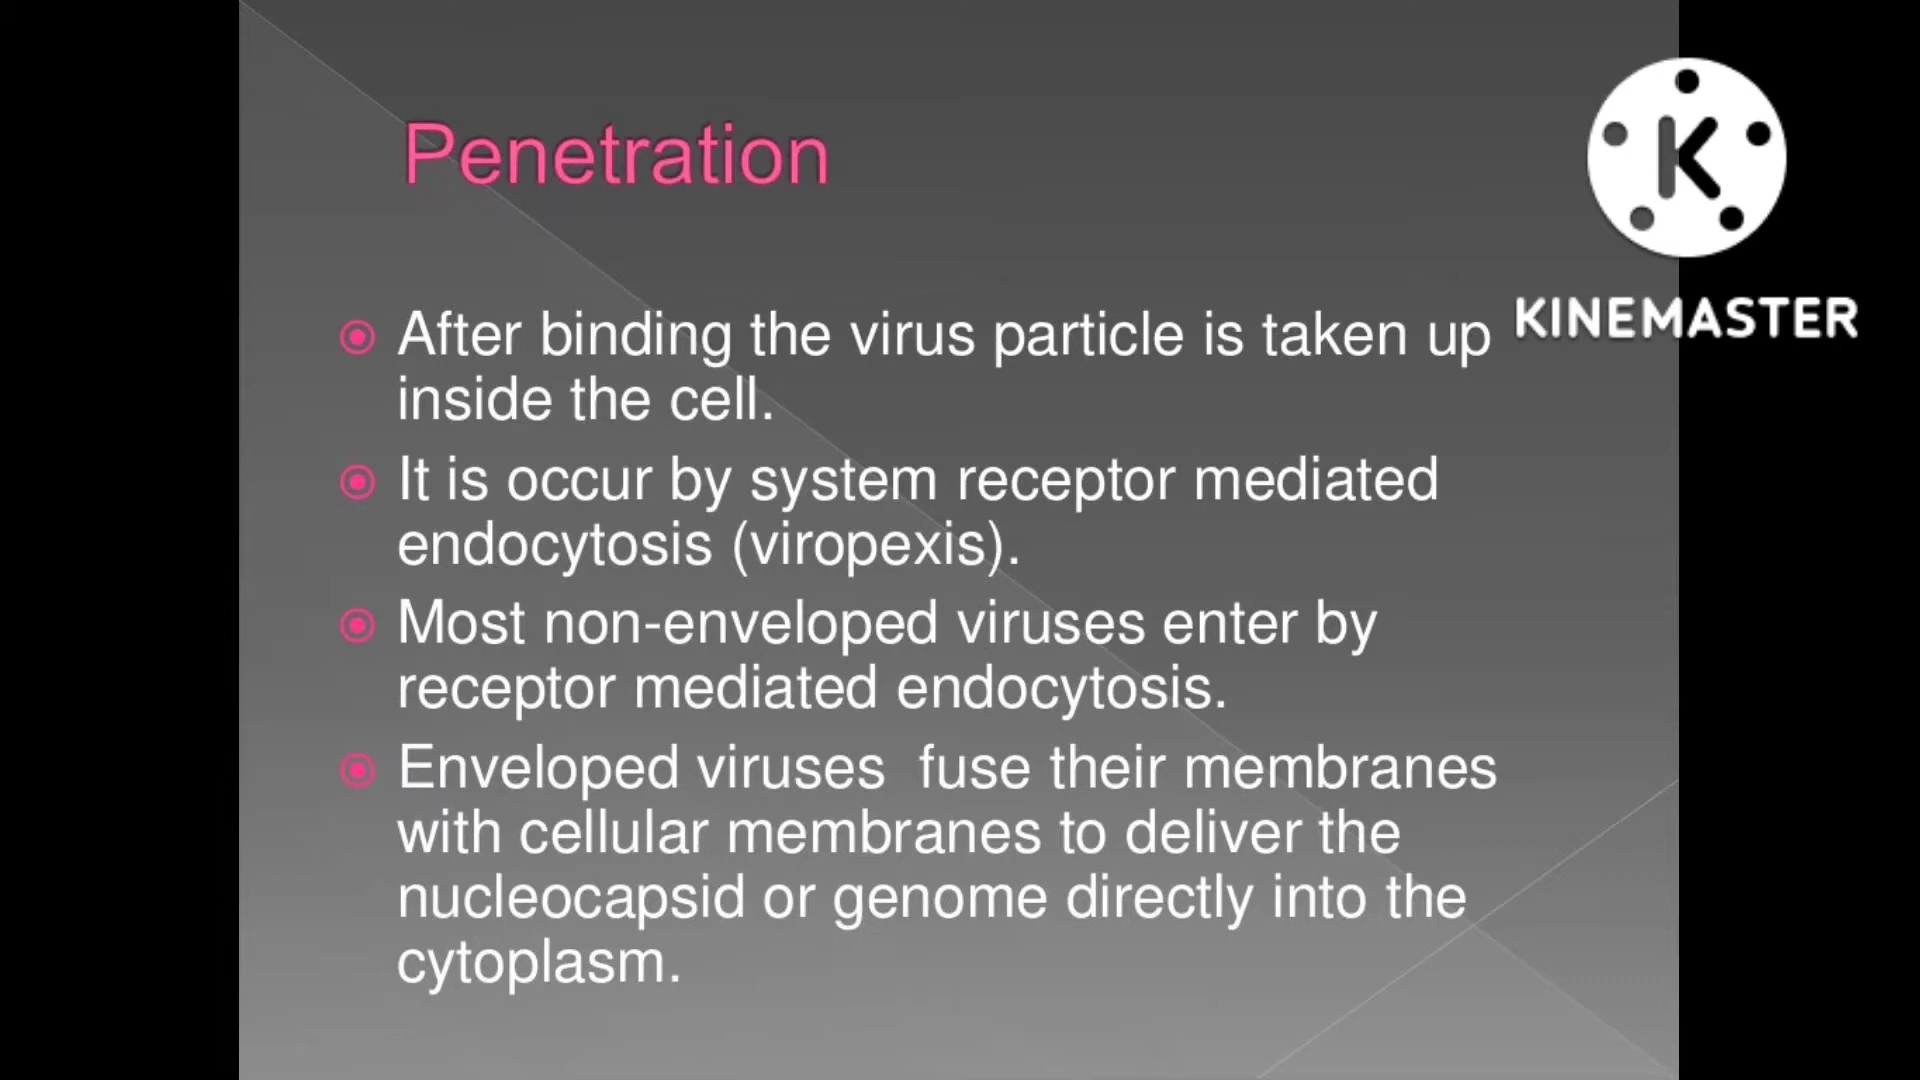 Penetration
After binding the virus particle is taken up
inside the cell.
It is occur by system receptor mediated
endocytosis (viropexis).
Most non-enveloped viruses enter by
receptor mediated endocytosis.
Enveloped viruses  fuse their membranes
with cellular membranes to deliver the
nucleocapsid or genome directly into the
cytoplasm.
K
KINEMASTER